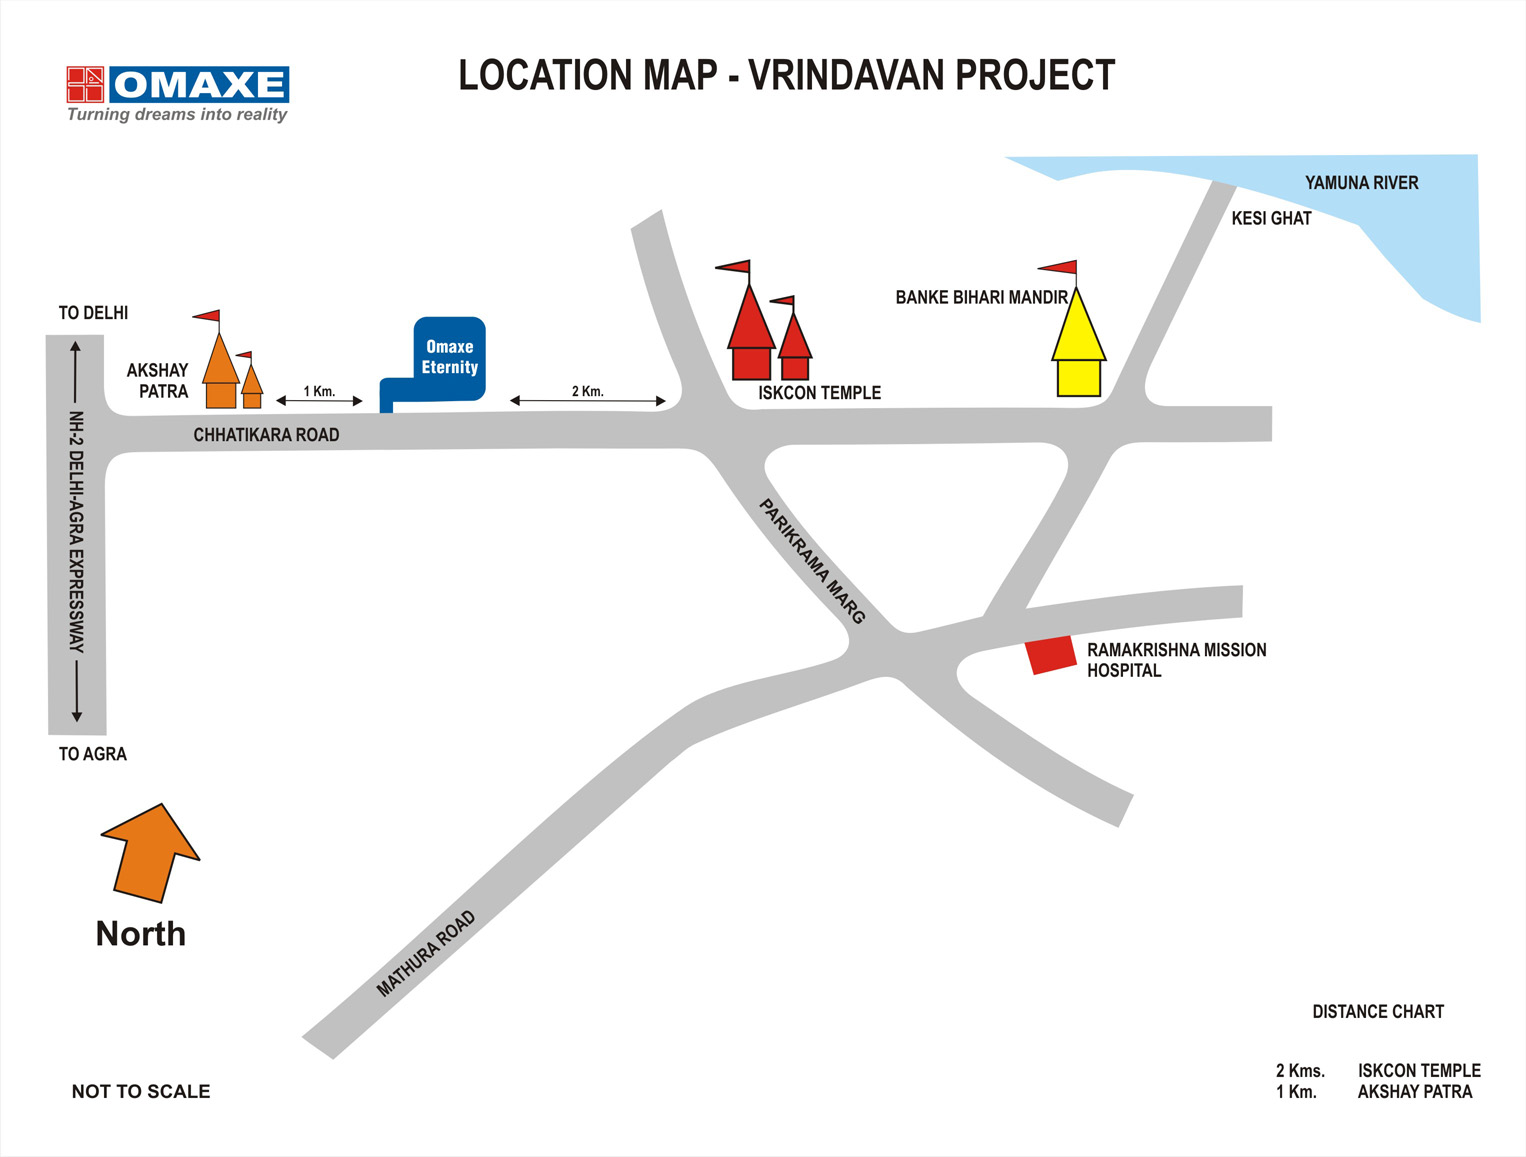 OMAXE
Turning dreams into reality
LOCATION MAP - VRINDAVAN PROJECT
YAMUNA RIVER
KESI GHAT
BANKE BIHARI MANDIR
TO DELHI
AKSHAY
PATRA
1 Km.
Omaxe
Eternity
2 Km.
ISKCON TEMPLE
CHHATIKARA ROAD
NH-2 DELHI-AGRA EXPRESSWAY
PARIKRAMA MARG
RAMAKRISHNA MISSION
HOSPITAL
TO AGRA
North
MATHURA ROAD
DISTANCE CHART
2 Kms. ISKCON TEMPLE
1 Km. AKSHAY PATRA
NOT TO SCALE